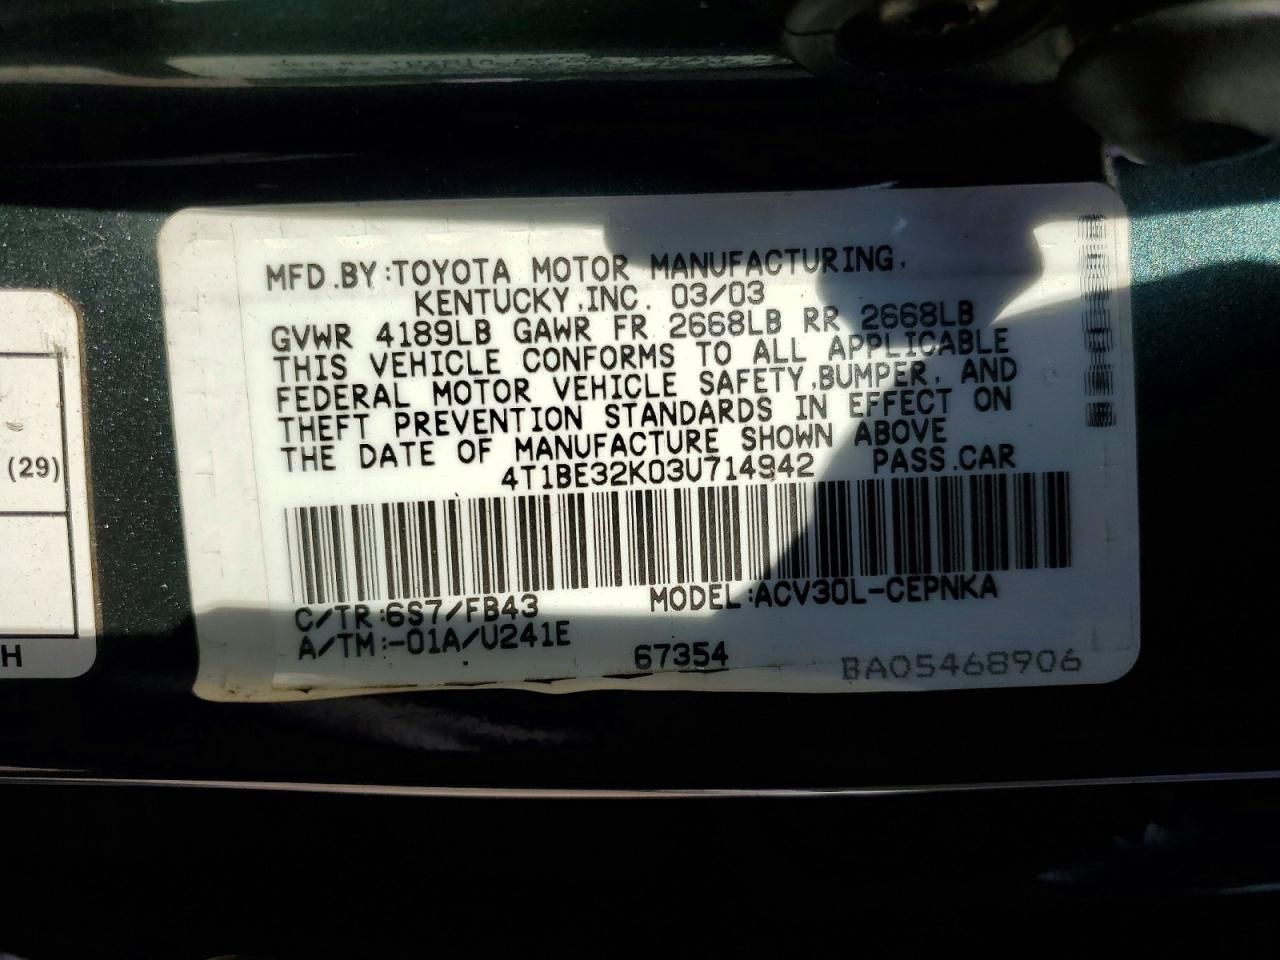 MFD.BY:TOYOTA MOTOR MANUFACTURING,
KENTUCKY,INC. 03/03
GVWR 4189LB GAWR FR 2668LB RR 2668LB
THIS VEHICLE CONFORMS TO ALL APPLICABLE
FEDERAL MOTOR VEHICLE SAFETY,BUMPER, AND
THEFT PREVENTION STANDARDS IN EFFECT ON
THE DATE OF MANUFACTURE SHOWN ABOVE
4T1BE32K03U714942 PASS.CAR
C/TR:6S7/FB43 MODEL:ACV30L-CEPNKA
A/TM:-01A/U241E
67354 BA05468906
(29)
H